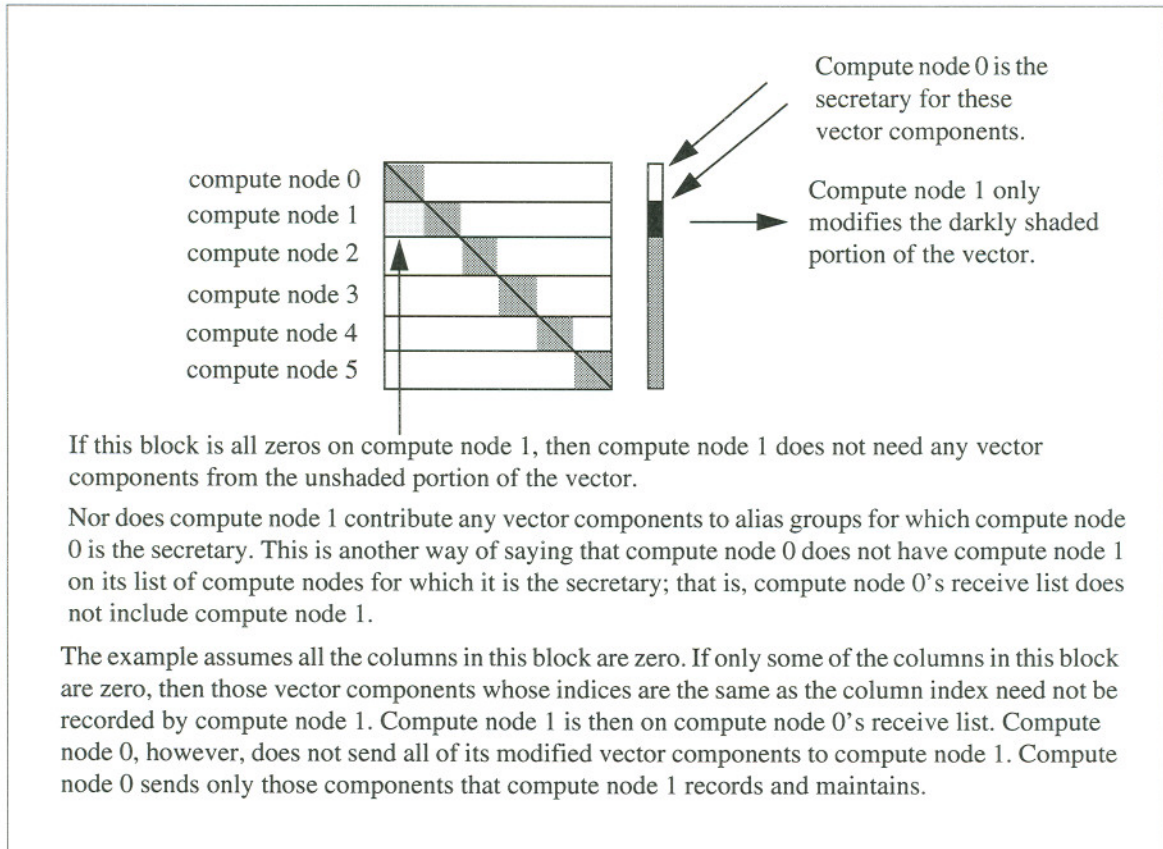 Compute node 0 is the
secretary for these
vector components.
compute node 0
compute node 1
compute node 2
compute node 3
compute node 4
compute node 5
Compute node 1 only
modifies the darkly shaded
portion of the vector.
If this block is all zeros on compute node 1, then compute node 1 does not need any vector
components from the unshaded portion of the vector.
Nor does compute node 1 contribute any vector components to alias groups for which compute node
0 is the secretary. This is another way of saying that compute node 0 does not have compute node 1
on its list of compute nodes for which it is the secretary; that is, compute node 0's receive list does
not include compute node 1.
The example assumes all the columns in this block are zero. If only some of the columns in this block
are zero, then those vector components whose indices are the same as the column index need not be
recorded by compute node 1. Compute node 1 is then on compute node 0's receive list. Compute
node 0, however, does not send all of its modified vector components to compute node 1. Compute
node 0 sends only those components that compute node 1 records and maintains.